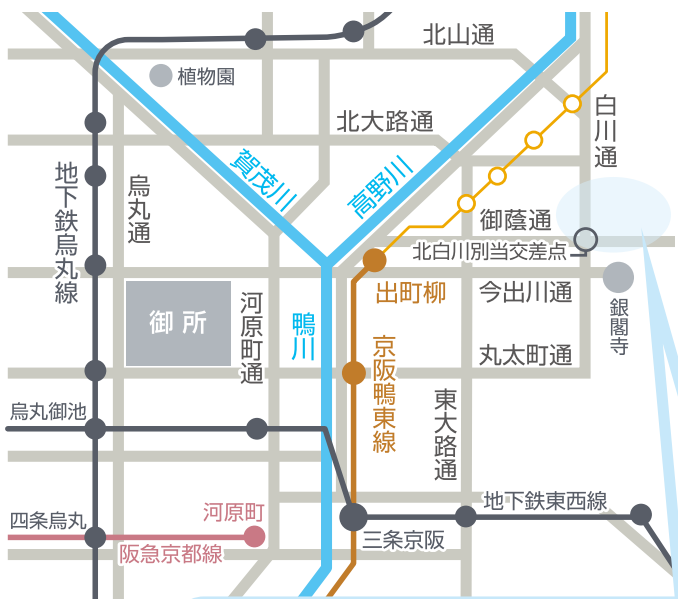 北山通
植物園
北大路通
白川通
賀茂川
高野川
地下鉄烏丸線
烏丸通
御蔭通
北白川別当交差点
出町柳
今出川通
御所
河原町通
鴨川
銀閣寺
京阪鴨東線
丸太町通
烏丸御池
東大路通
地下鉄東西線
四条烏丸
河原町
三条京阪
阪急京都線